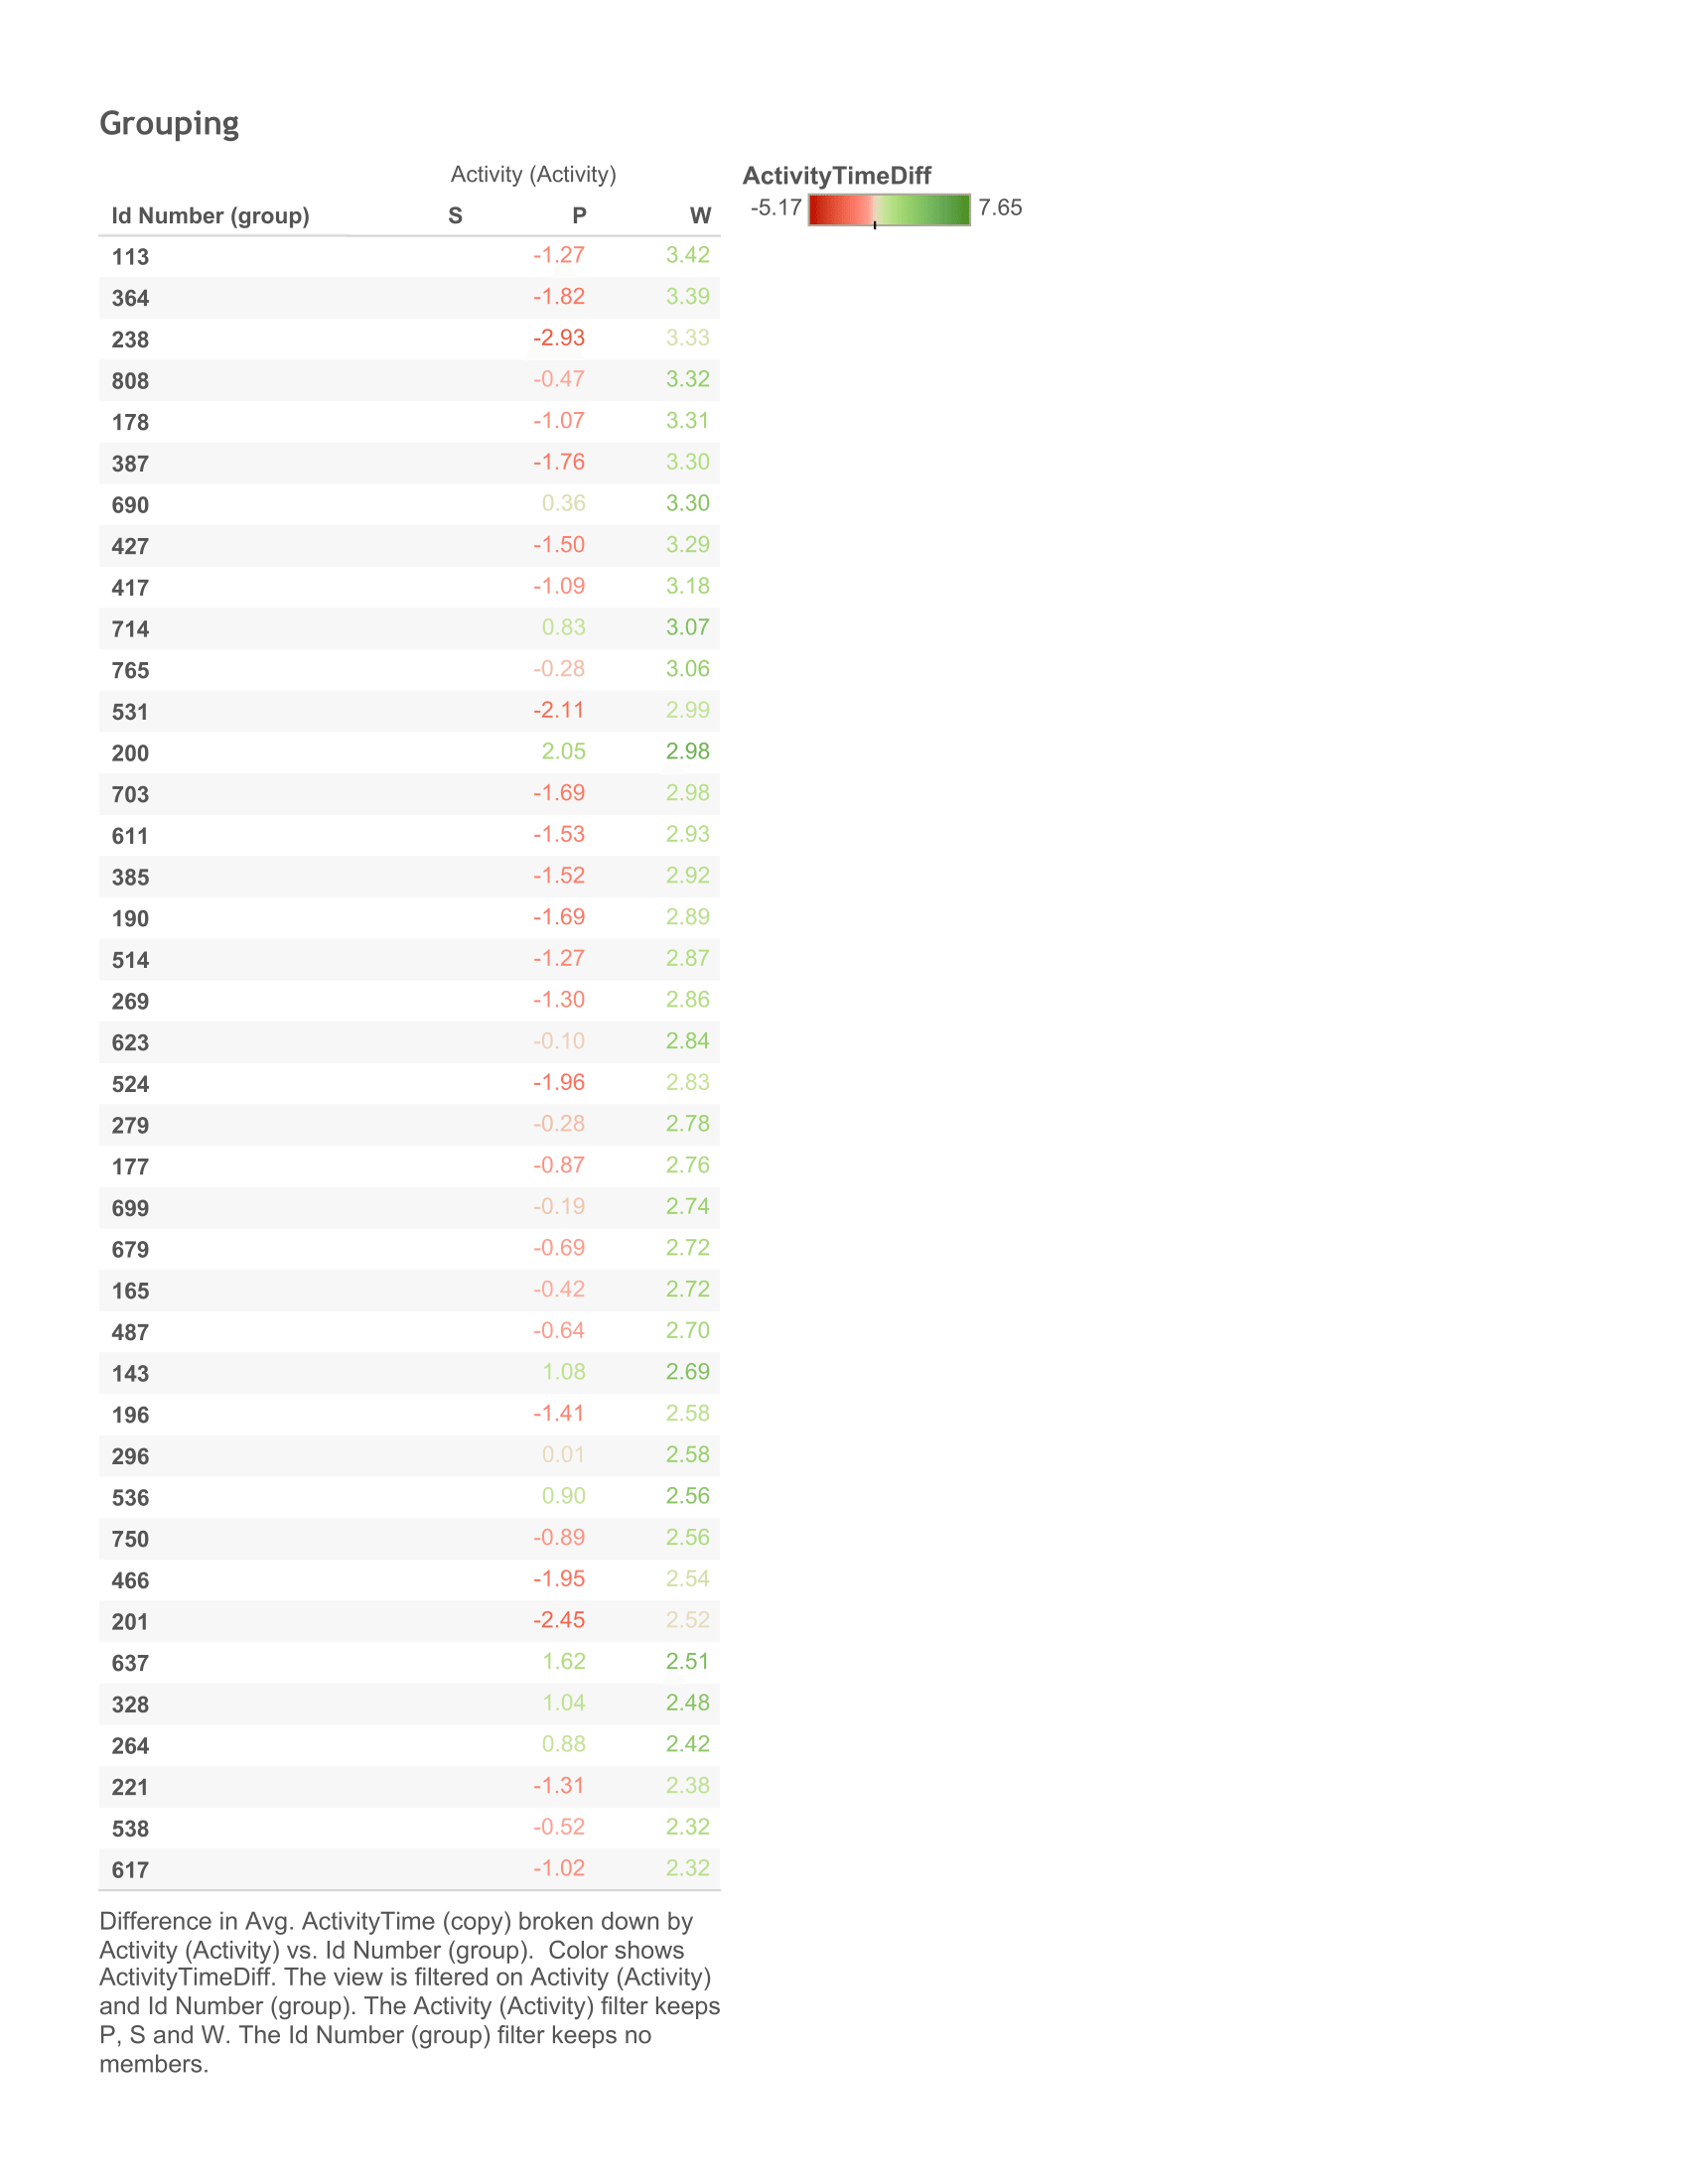 Grouping
Activity (Activity)
ActivityTimeDiff
-5.17 7.65
Id Number (group) S P W
113 -1.27 3.42
364 -1.82 3.39
238 -2.93 3.33
808 -0.47 3.32
178 -1.07 3.31
387 -1.76 3.30
690 0.36 3.30
427 -1.50 3.29
417 -1.09 3.18
714 0.83 3.07
765 -0.28 3.06
531 -2.11 2.99
200 2.05 2.98
703 -1.69 2.98
611 -1.53 2.93
385 -1.52 2.92
190 -1.69 2.89
514 -1.27 2.87
269 -1.30 2.86
623 -0.10 2.84
524 -1.96 2.83
279 -0.28 2.78
177 -0.87 2.76
699 -0.19 2.74
679 -0.69 2.72
165 -0.42 2.72
487 -0.64 2.70
143 1.08 2.69
196 -1.41 2.58
296 0.01 2.58
536 0.90 2.56
750 -0.89 2.56
466 -1.95 2.54
201 -2.45 2.52
637 1.62 2.51
328 1.04 2.48
264 0.88 2.42
221 -1.31 2.38
538 -0.52 2.32
617 -1.02 2.32
Difference in Avg. ActivityTime (copy) broken down by
Activity (Activity) vs. Id Number (group).  Color shows
ActivityTimeDiff. The view is filtered on Activity (Activity)
and Id Number (group). The Activity (Activity) filter keeps
P, S and W. The Id Number (group) filter keeps no
members.